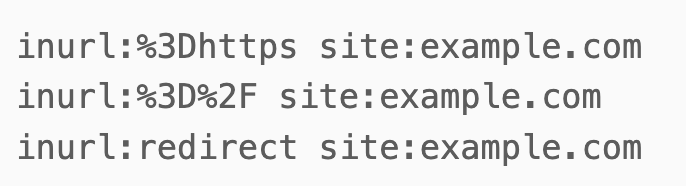 inurl:%3Dhttps site:example.com
inurl:%3D%2F site:example.com
inurl:redirect site:example.com